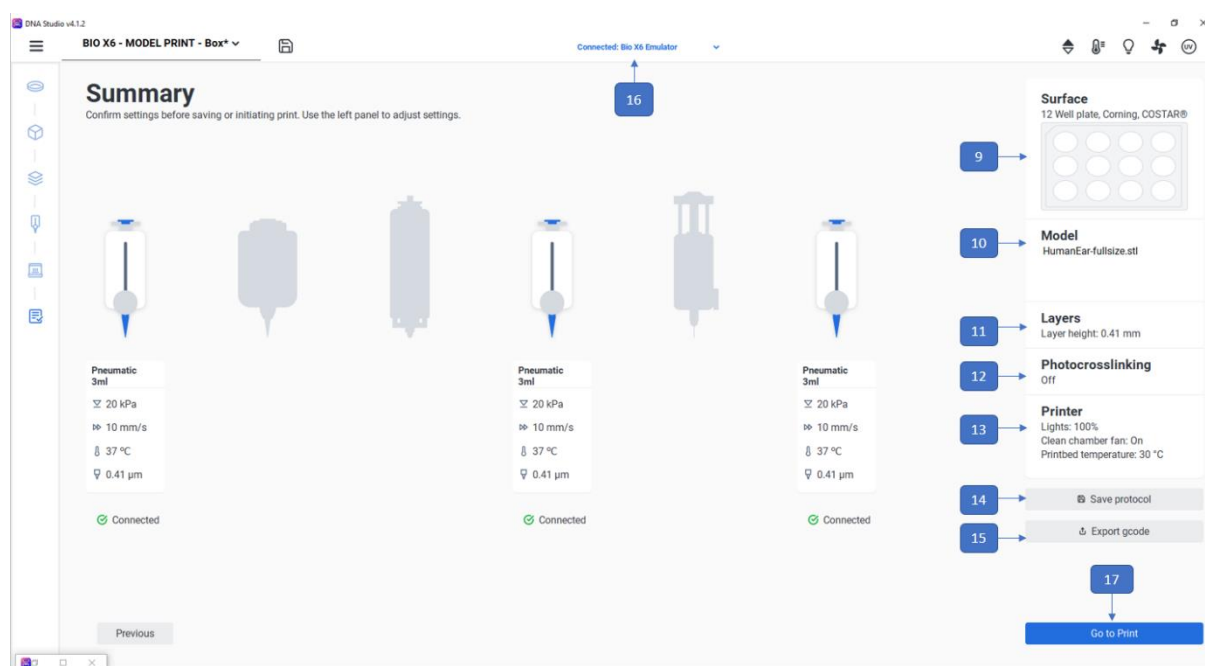 DNA Studio v4.1.2
BIO X6 - MODEL PRINT - Box*
Connected: Bio X6 Emulator
UV
Summary
Confirm settings before saving or initiating print. Use the left panel to adjust settings.
16
Pneumatic
3ml
20 kPa
10 mm/s
37 ºC
0.41 µm
Connected
Pneumatic
3ml
20 kPa
10 mm/s
37 ºC
0.41 µm
Connected
Pneumatic
3ml
20 kPa
10 mm/s
37 ºC
0.41 µm
Connected
9
Surface
12 Well plate, Corning, COSTAR®
10
Model
HumanEar-fullsize.stl
11
Layers
Layer height: 0.41 mm
12
Photocrosslinking
Off
13
Printer
Lights: 100%
Clean chamber fan: On
Printbed temperature: 30 °C
14
Save protocol
15
Export gcode
17
Previous
Go to Print